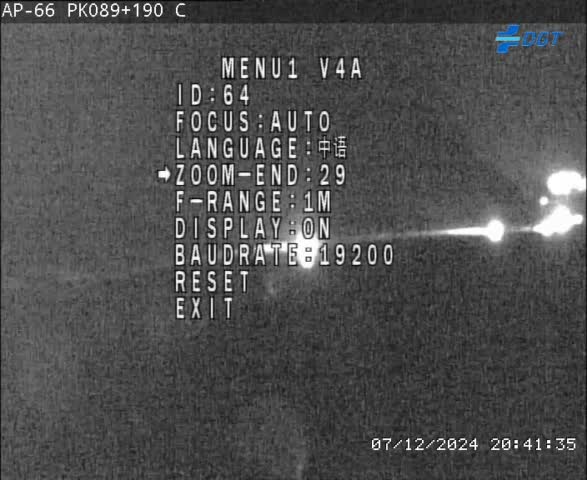 AP-66 PK089+190 C
DGT
MENU1 V4A
ID:64
FOCUS:AUTO
LANGUAGE:中语
ZOOM-END:29
F-RANGE:1M
DISPLAY:ON
BAUDRATE:19200
RESET
EXIT
07/12/2024 20:41:35